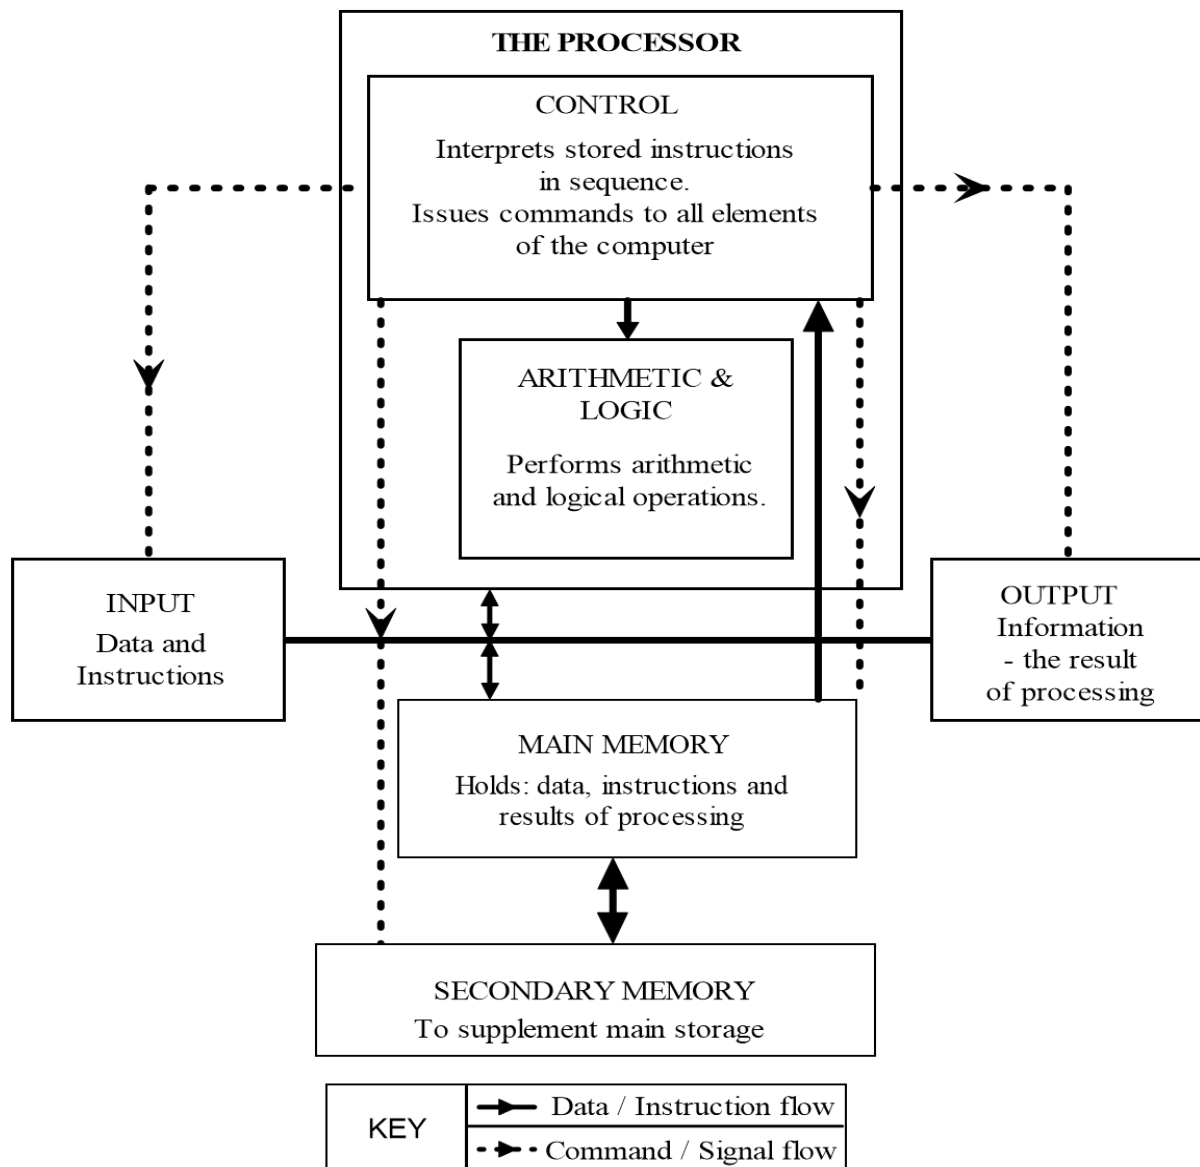 THE PROCESSOR
CONTROL
Interprets stored instructions
in sequence.
Issues commands to all elements
of the computer
ARITHMETIC &
LOGIC
Performs arithmetic
and logical operations.
INPUT
Data and
Instructions
OUTPUT
Information
- the result
of processing
MAIN MEMORY
Holds: data, instructions and
results of processing
SECONDARY MEMORY
To supplement main storage
KEY
Data / Instruction flow
Command / Signal flow